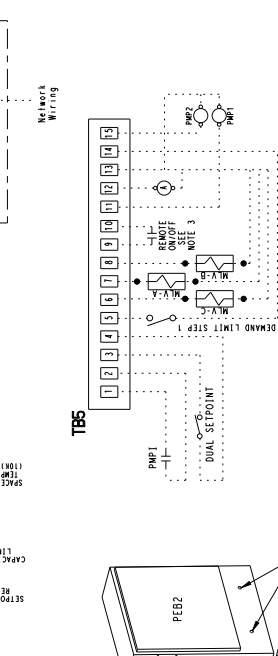 Network
Wiring
TB5
15
14
13
12
11
10
9
8
7
6
5
4
3
2
1
PMP2
PMP1
A
REMOTE
ON/OFF
SEE
NOTE 3
MLV-A
MLV-B
MLV-C
DEMAND LIMIT STEP 1
DUAL SETPOINT
PMP1
SPACE
TEMP
(10K)
PEB2